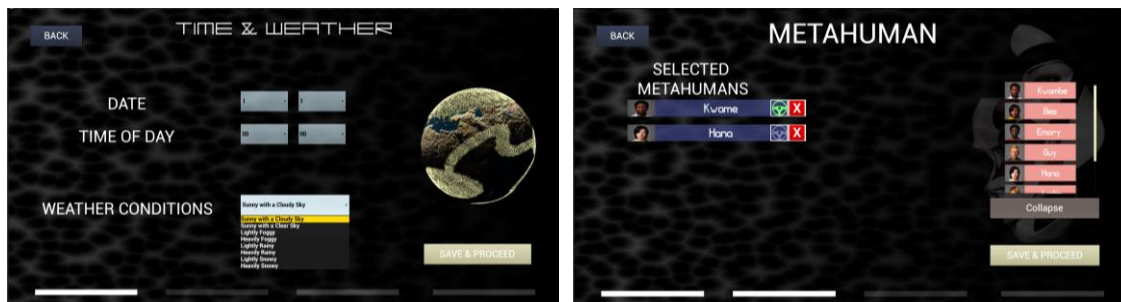 BACK
TIME & WEATHER
DATE
1
1
TIME OF DAY
00
00
WEATHER CONDITIONS
Sunny with a Cloudy Sky
Sunny with a Cloudy Sky
Sunny with a Clear Sky
Lightly Foggy
Heavily Foggy
Lightly Rainy
Heavily Rainy
Lightly Snowy
Heavily Snowy
SAVE & PROCEED
BACK
METAHUMAN
SELECTED
METAHUMANS
Kwame
X
Hana
X
Kwambe
Bes
Emory
Guy
Hana
Collapse
SAVE & PROCEED